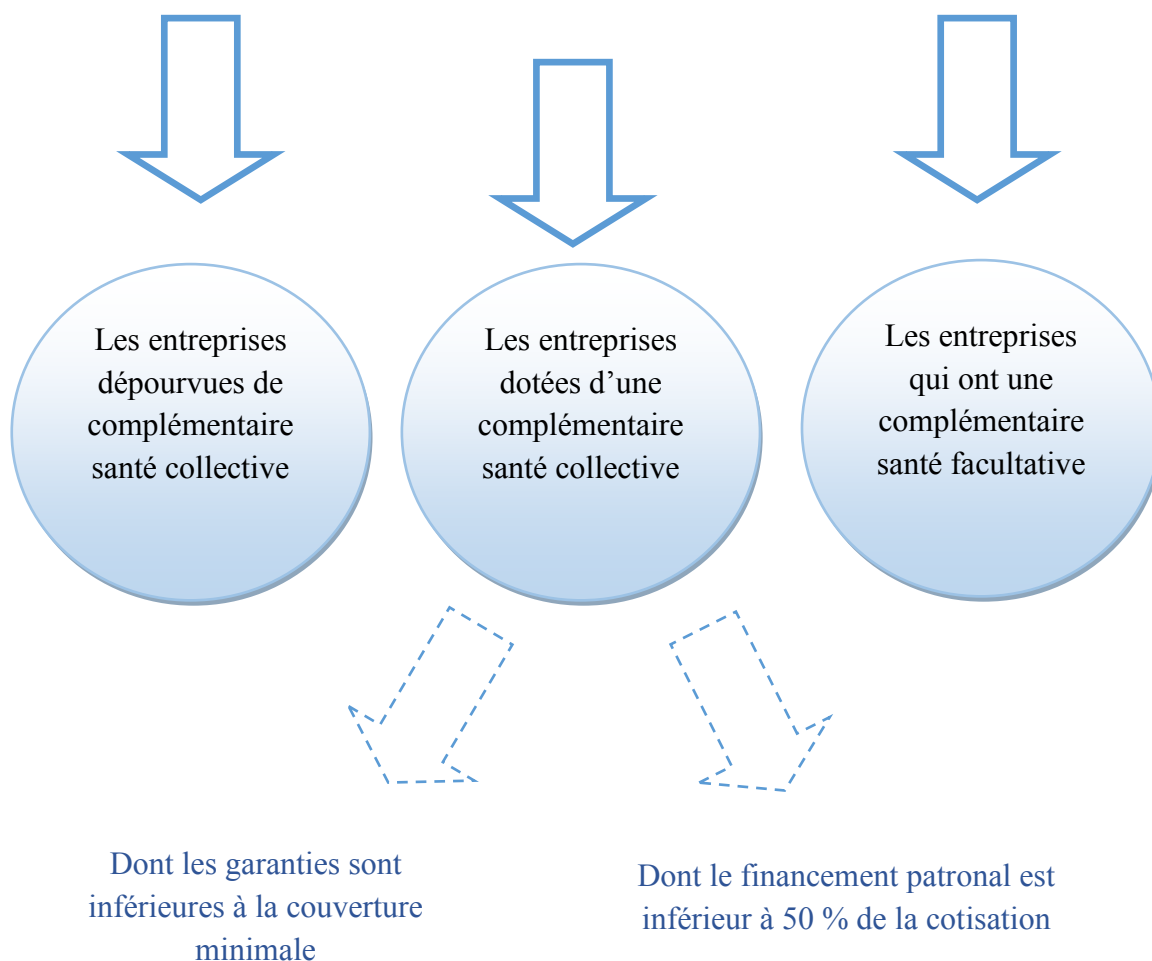 Les entreprises
dépourvues de
complémentaire
santé collective
Les entreprises
dotées d’une
complémentaire
santé collective
Les entreprises
qui ont une
complémentaire
santé facultative
Dont les garanties sont
inférieures à la couverture
minimale
Dont le financement patronal est
inférieur à 50 % de la cotisation